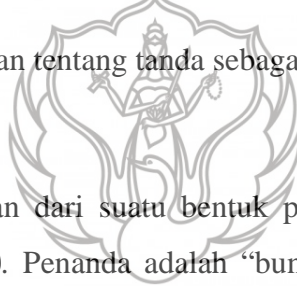 an tentang tanda sebaga
an dari suatu bentuk p
. Penanda adalah “bun